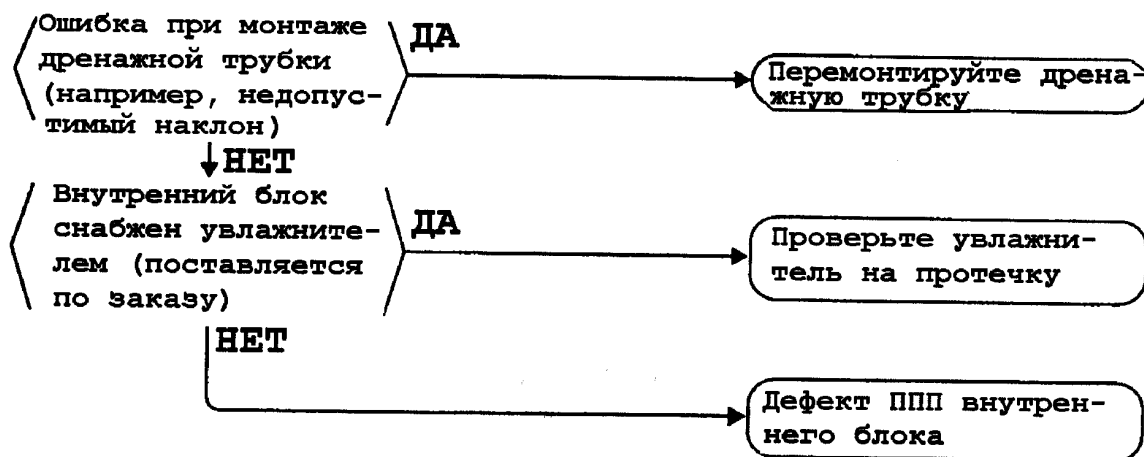 Ошибка при монтаже
дренажной трубки
(например, недопус-
тимый наклон)
ДА
Перемонтируйте дрена-
жную трубку
НЕТ
Внутренний блок
снабжен увлажните-
лем (поставляется
по заказу)
ДА
Проверьте увлажни-
тель на протечку
НЕТ
Дефект ППП внутрен-
него блока